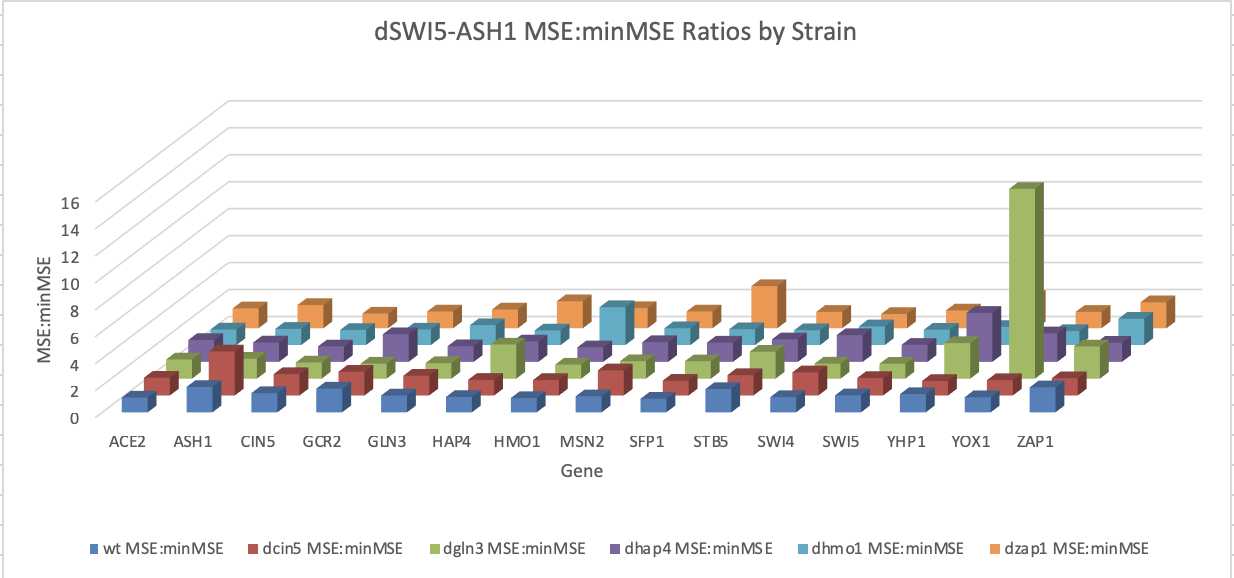 dSWI5-ASH1 MSE:minMSE Ratios by Strain
16
14
12
10
8
6
4
2
0
MSE:minMSE
ACE2 ASH1 CIN5 GCR2 GLN3 HAP4 HMO1 MSN2 SFP1 STB5 SWI4 SWI5 YHP1 YOX1 ZAP1
Gene
wt MSE:minMSE dcin5 MSE:minMSE dgln3 MSE:minMSE dhap4 MSE:minMSE dhmo1 MSE:minMSE dzap1 MSE:minMSE